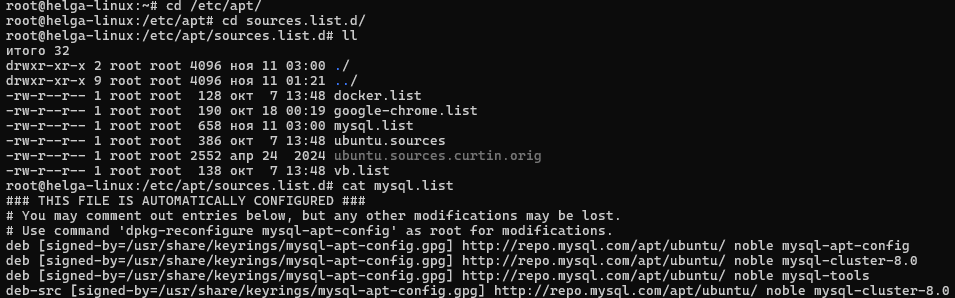 root@helga-linux:~# cd /etc/apt/
root@helga-linux:/etc/apt# cd sources.list.d/
root@helga-linux:/etc/apt/sources.list.d# ll
итого 32
drwxr-xr-x 2 root root 4096 ноя 11 03:00 ./
drwxr-xr-x 9 root root 4096 ноя 11 01:21 ../
-rw-r--r-- 1 root root  128 окт  7 13:48 docker.list
-rw-r--r-- 1 root root  190 окт 18 00:19 google-chrome.list
-rw-r--r-- 1 root root  658 ноя 11 03:00 mysql.list
-rw-r--r-- 1 root root  386 окт  7 13:48 ubuntu.sources
-rw-r--r-- 1 root root 2552 апр 24  2024 ubuntu.sources.curtin.orig
-rw-r--r-- 1 root root  138 окт  7 13:48 vb.list
root@helga-linux:/etc/apt/sources.list.d# cat mysql.list
### THIS FILE IS AUTOMATICALLY CONFIGURED ###
# You may comment out entries below, but any other modifications may be lost.
# Use command 'dpkg-reconfigure mysql-apt-config' as root for modifications.
deb [signed-by=/usr/share/keyrings/mysql-apt-config.gpg] http://repo.mysql.com/apt/ubuntu/ noble mysql-apt-config
deb [signed-by=/usr/share/keyrings/mysql-apt-config.gpg] http://repo.mysql.com/apt/ubuntu/ noble mysql-cluster-8.0
deb [signed-by=/usr/share/keyrings/mysql-apt-config.gpg] http://repo.mysql.com/apt/ubuntu/ noble mysql-tools
deb-src [signed-by=/usr/share/keyrings/mysql-apt-config.gpg] http://repo.mysql.com/apt/ubuntu/ noble mysql-cluster-8.0